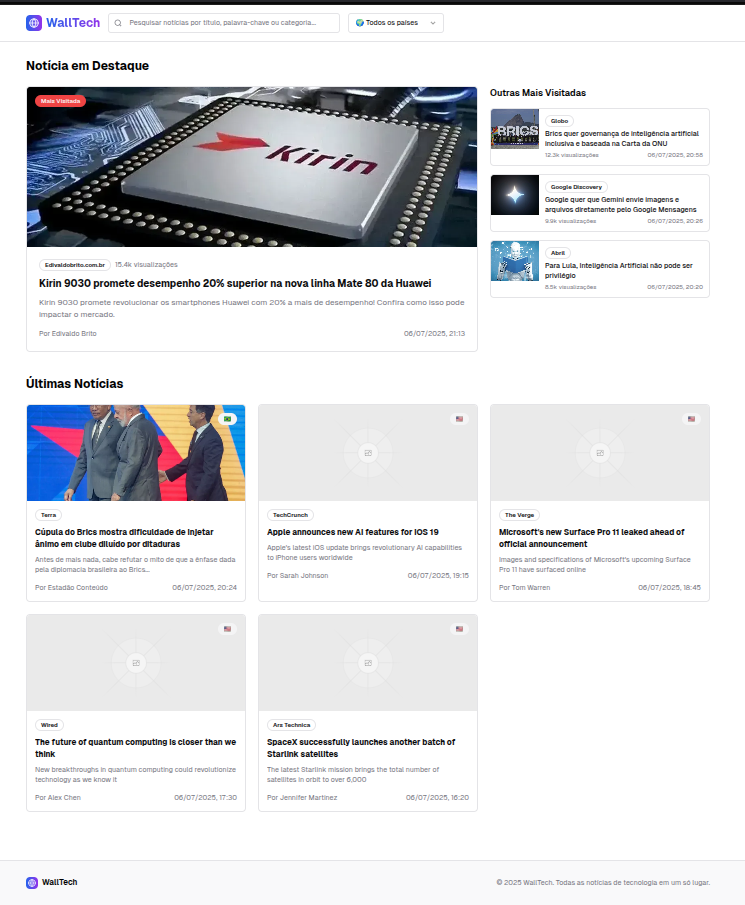 WallTech
Pesquisar notícias por título, palavra-chave ou categoria...
Todos os países
Notícia em Destaque
Mais Visitada
Kirin
Edivaldobrito.com.br
15.4k visualizações
Kirin 9030 promete desempenho 20% superior na nova linha Mate 80 da Huawei
Kirin 9030 promete revolucionar os smartphones Huawei com 20% a mais de desempenho! Confira como isso pode
impactar o mercado.
Por Edivaldo Brito
06/07/2025, 21:13
Outras Mais Visitadas
BRICS
Globo
Brics quer governança de inteligência artificial
inclusiva e baseada na Carta da ONU
12.3k visualizações
06/07/2025, 20:58
Google Discovery
Google quer que Gemini envie imagens e
arquivos diretamente pelo Google Mensagens
9.9k visualizações
06/07/2025, 20:26
Abril
Para Lula, Inteligência Artificial não pode ser
privilégio
8.5k visualizações
06/07/2025, 20:20
Últimas Notícias
Terra
Cúpula do Brics mostra dificuldade de injetar
ânimo em clube diluído por ditaduras
Antes de mais nada, cabe refutar o mito de que a ênfase dada
pela diplomacia brasileira ao Brics...
Por Estadão Conteúdo
06/07/2025, 20:24
TechCrunch
Apple announces new AI features for iOS 19
Apple's latest iOS update brings revolutionary AI capabilities
to iPhone users worldwide
Por Sarah Johnson
06/07/2025, 19:15
The Verge
Microsoft's new Surface Pro 11 leaked ahead of
official announcement
Images and specifications of Microsoft's upcoming Surface
Pro 11 have surfaced online
Por Tom Warren
06/07/2025, 18:45
Wired
The future of quantum computing is closer than we
think
New breakthroughs in quantum computing could revolutionize
technology as we know it
Por Alex Chen
06/07/2025, 17:30
Ars Technica
SpaceX successfully launches another batch of
Starlink satellites
The latest Starlink mission brings the total number of
satellites in orbit to over 6,000
Por Jennifer Martinez
06/07/2025, 16:20
WallTech
© 2025 WallTech. Todas as notícias de tecnologia em um só lugar.